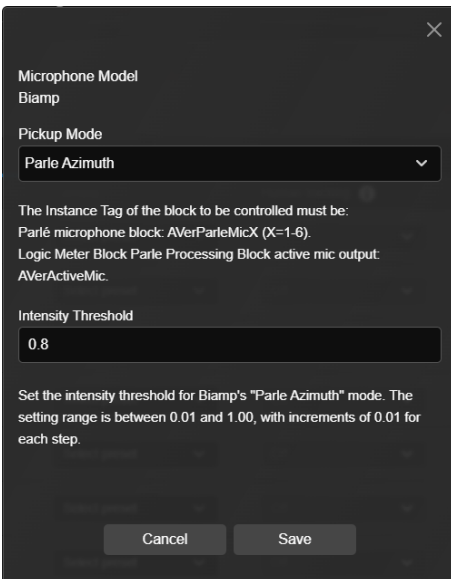 Microphone Model
Biamp
Pickup Mode
Parle Azimuth
The Instance Tag of the block to be controlled must be:
Parlé microphone block: AVerParleMicX (X=1-6).
Logic Meter Block Parle Processing Block active mic output:
AVerActiveMic.
Intensity Threshold
0.8
Set the intensity threshold for Biamp's "Parle Azimuth" mode. The
setting range is between 0.01 and 1.00, with increments of 0.01 for
each step.
Cancel
Save